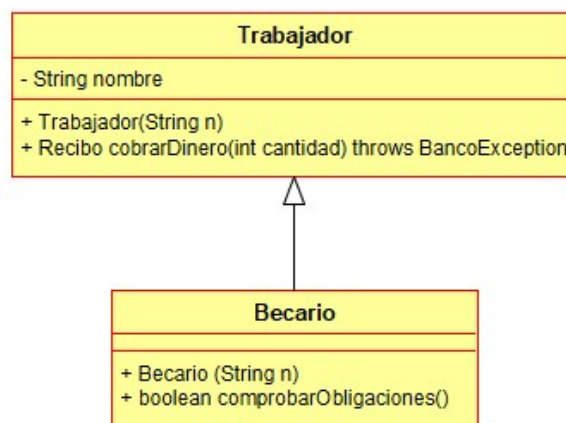 Trabajador
- String nombre
+ Trabajador(String n)
+ Recibo cobrarDinero(int cantidad) throws BancoException
Becario
+ Becario (String n)
+ boolean comprobarObligaciones()